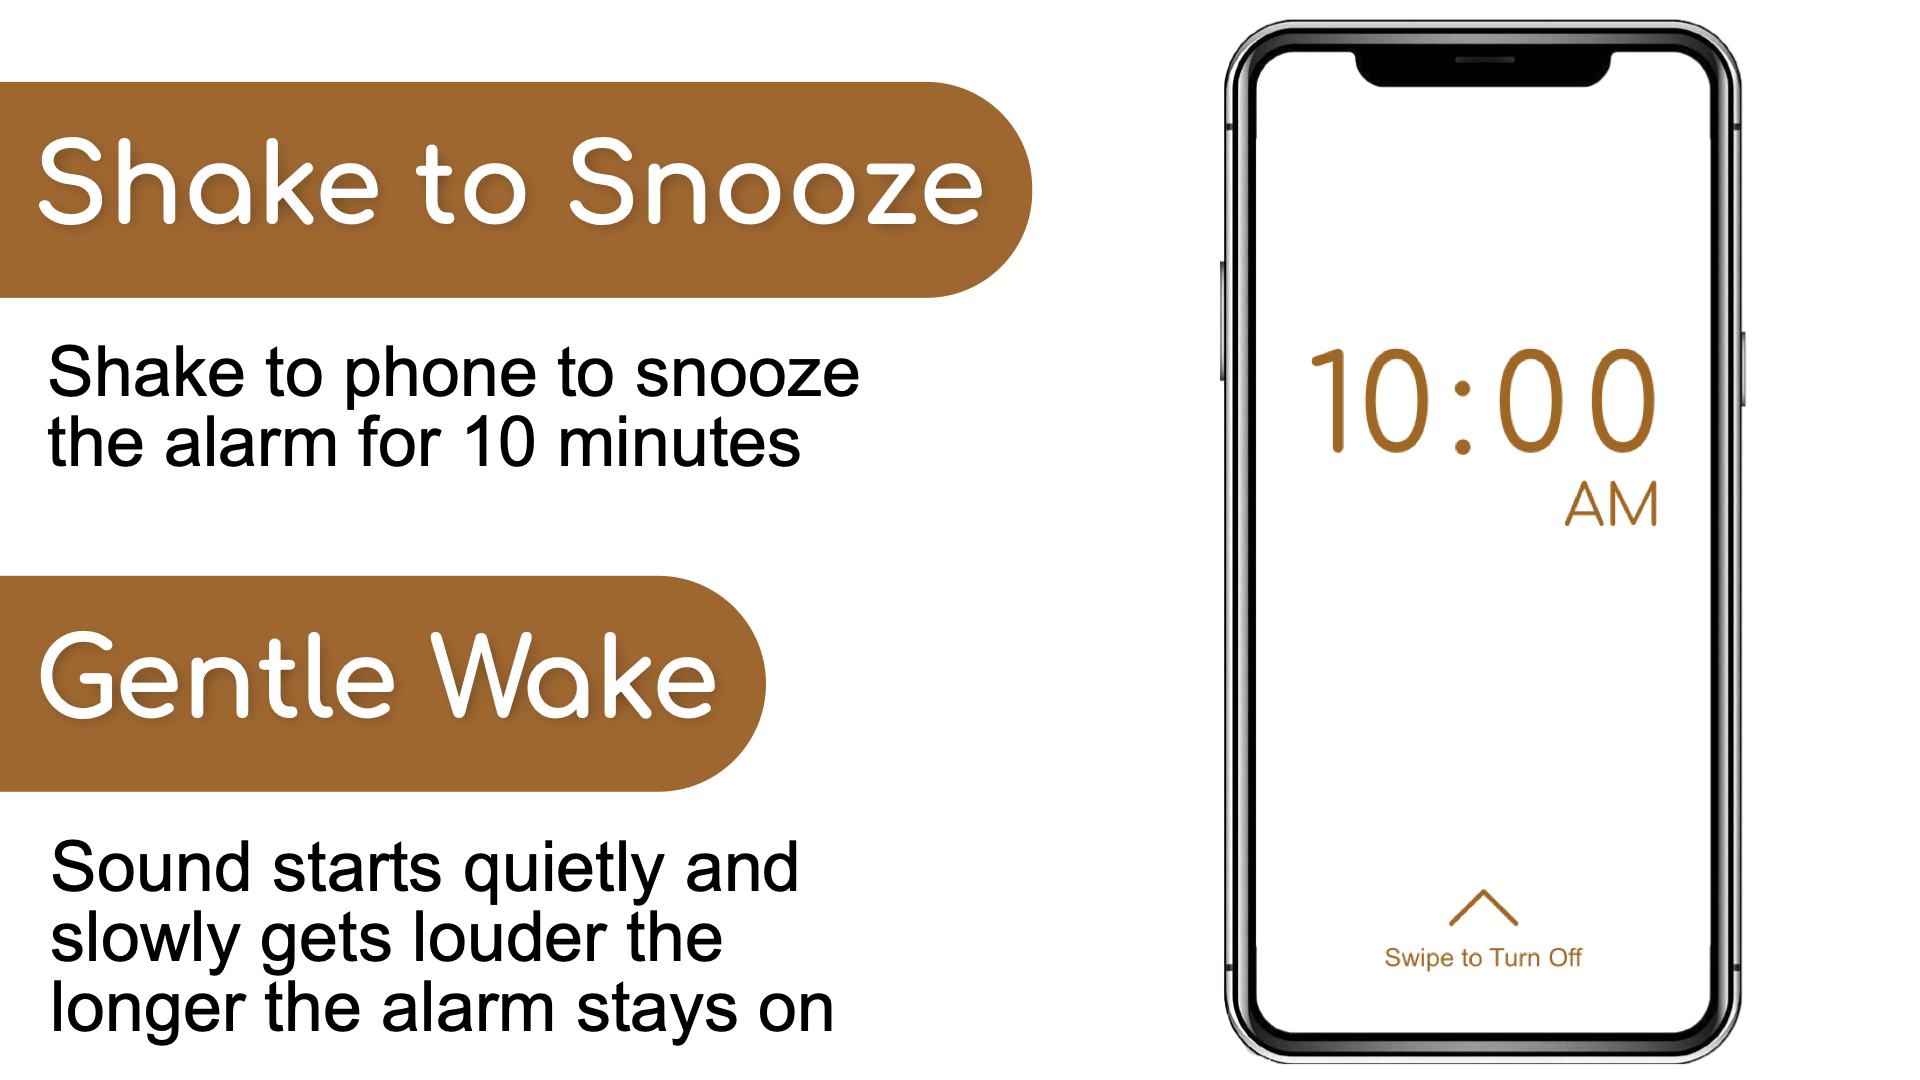 Shake to Snooze
Shake to phone to snooze
the alarm for 10 minutes
Gentle Wake
Sound starts quietly and
slowly gets louder the
longer the alarm stays on
10:00
AM
Swipe to Turn Off